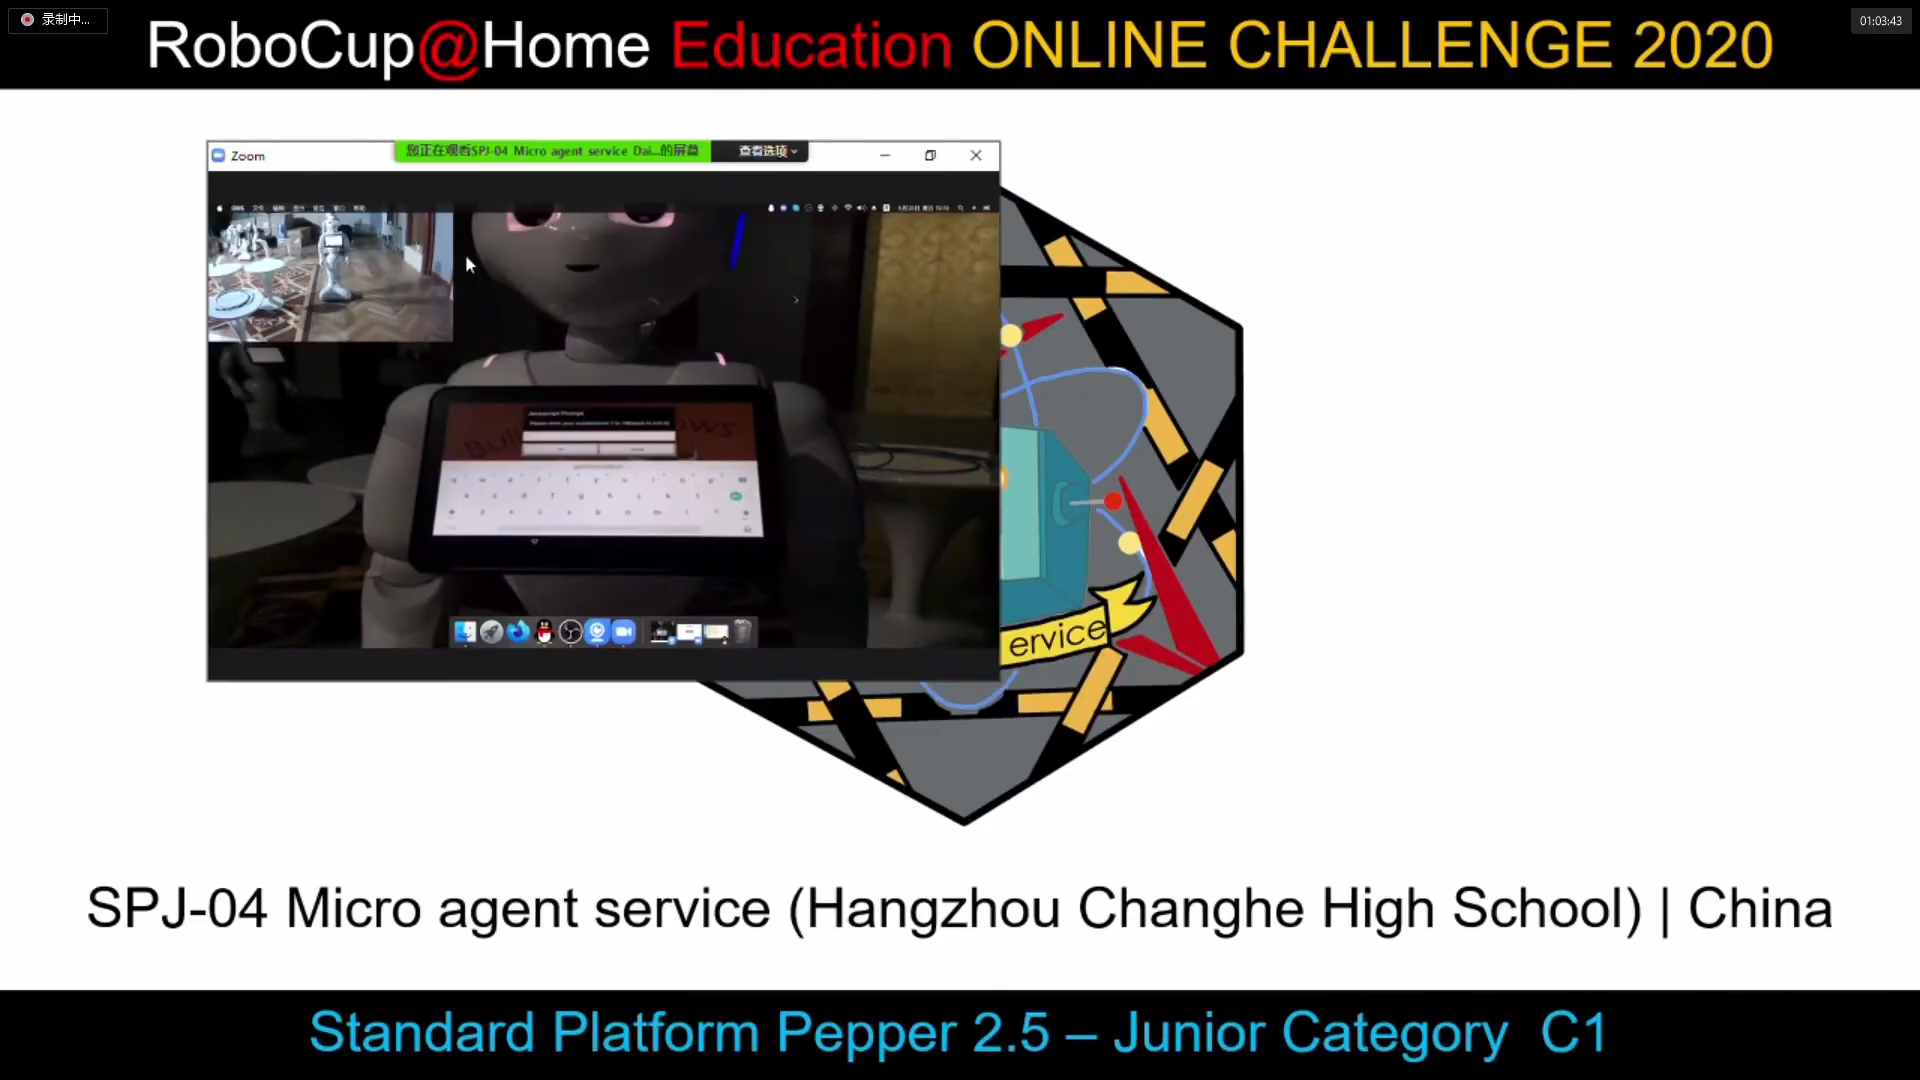 录制中...
RoboCup@Home Education ONLINE CHALLENGE 2020
01:03:43
Zoom
您正在观看SPJ-04 Micro agent service Dai...的屏幕
查看选项
Javascript Prompt
ervice
SPJ-04 Micro agent service (Hangzhou Changhe High School) | China
Standard Platform Pepper 2.5 – Junior Category C1